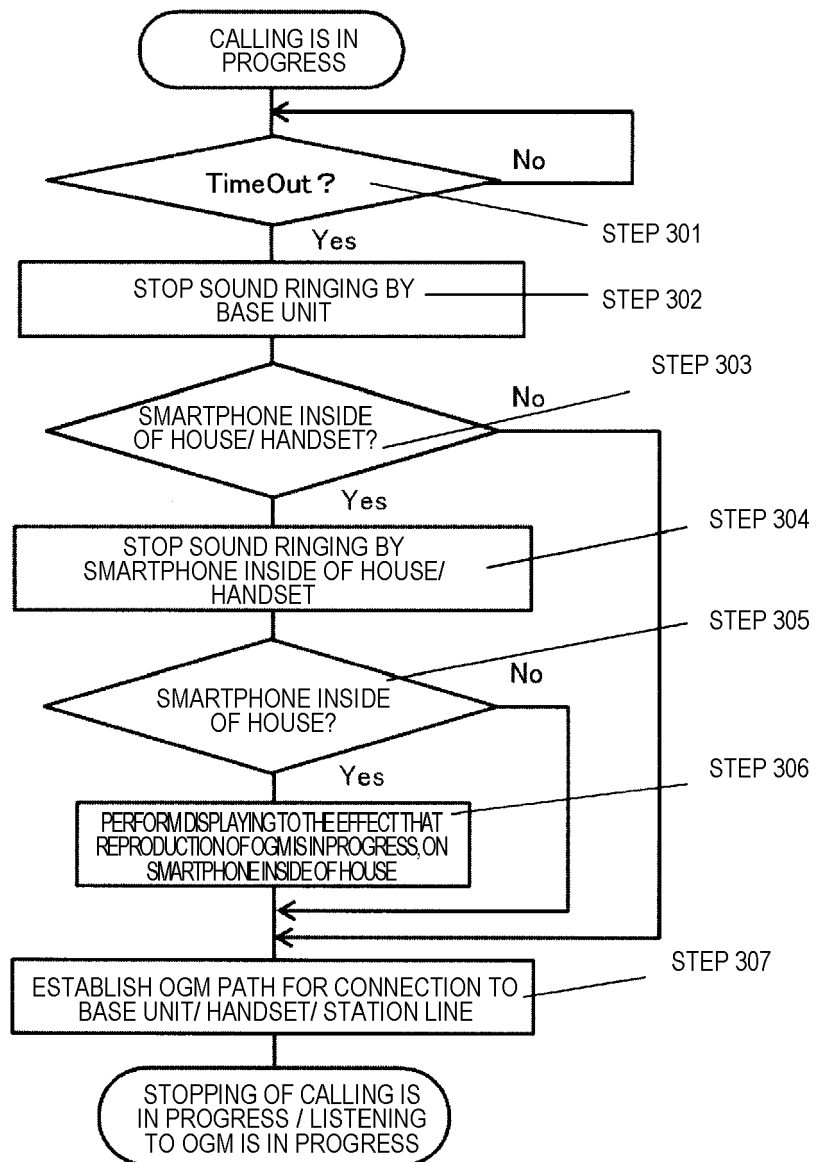 CALLING IS IN
PROGRESS
No
TimeOut ?
STEP 301
Yes
STOP SOUND RINGING BY
BASE UNIT
STEP 302
STEP 303
No
SMARTPHONE INSIDE
OF HOUSE/ HANDSET?
Yes
STEP 304
STOP SOUND RINGING BY
SMARTPHONE INSIDE OF HOUSE/
HANDSET
STEP 305
No
SMARTPHONE INSIDE
OF HOUSE?
Yes
STEP 306
PERFORM DISPLAYING TO THE EFFECT THAT
REPRODUCTION OF OGM IS IN PROGRESS, ON
SMARTPHONE INSIDE OF HOUSE
STEP 307
ESTABLISH OGM PATH FOR CONNECTION TO
BASE UNIT/ HANDSET/ STATION LINE
STOPPING OF CALLING IS
IN PROGRESS / LISTENING
TO OGM IS IN PROGRESS